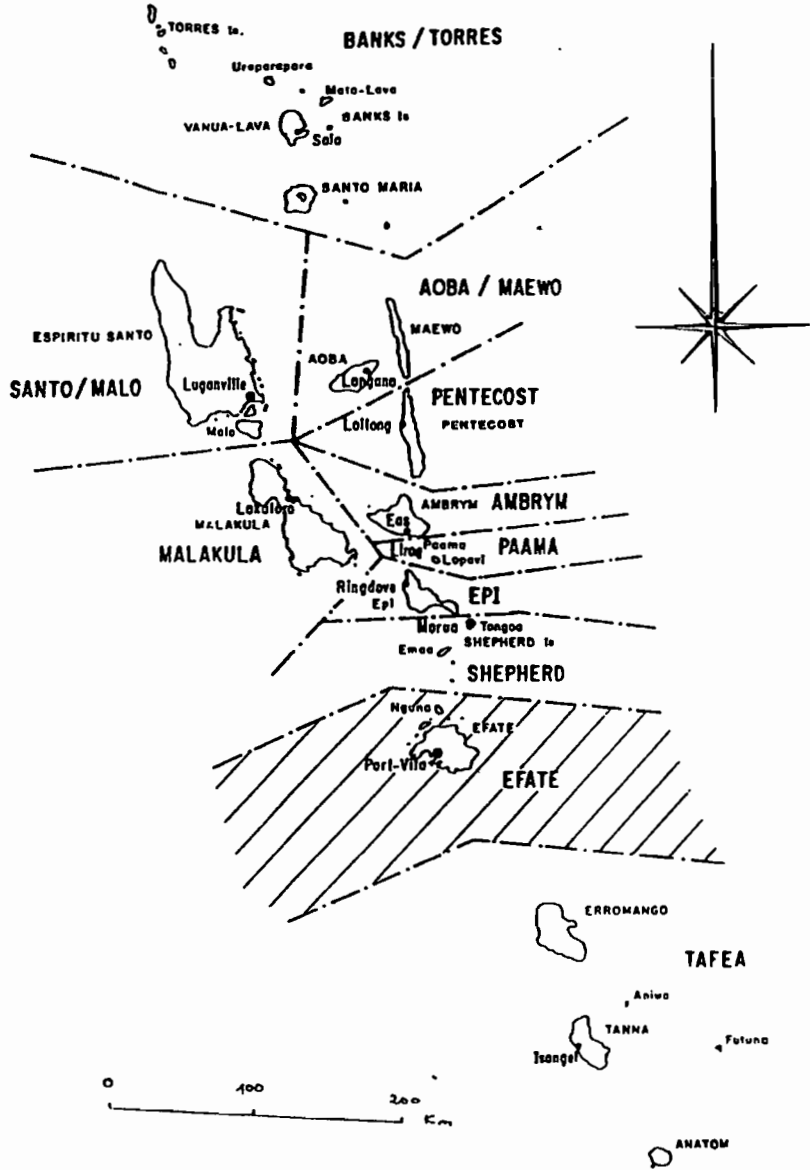 TORRES Is.
BANKS / TORRES
Ureparapara
Mota-Lava
BANKS Is
VANUA-LAVA
Sola
SANTO MARIA
AOBA / MAEWO
ESPIRITU SANTO
MAEWO
AOBA
Longana
Luganville
SANTO/MALO
PENTECOST
Loltong
PENTECOST
Malo
AMBRYM
AMBRYM
Lakatoro
MALAKULA
Eas
MALAKULA
Paama
PAAMA
Liro
Lopevi
Ringdove
EPI
Epi
Morua
Tongoa
SHEPHERD Is
Emae
SHEPHERD
Nguna
EFATE
Port-Vila
EFATE
ERROMANGO
TAFEA
Aniwa
TANNA
Futuna
Isangel
0 100 200
Km
ANATOM